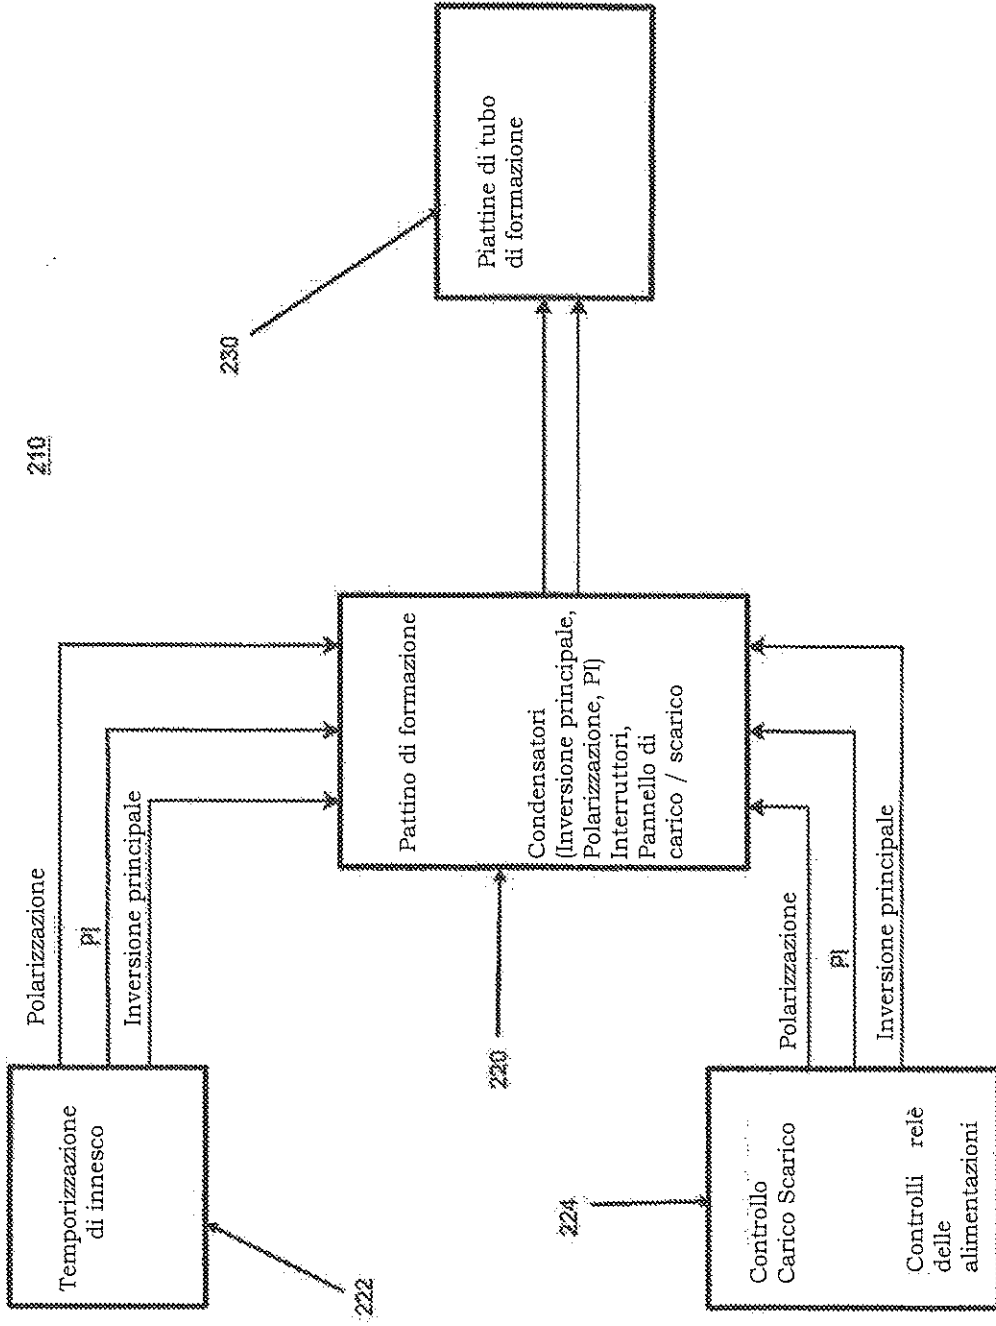 210
Temporizzazione
di innesco
222
Polarizzazione
PI
Inversione principale
Pattino di formazione
Condensatori
(Inversione principale,
Polarizzazione, PI)
Interruttori,
Pannello di
carico / scarico
220
Piattine di tubo
di formazione
230
Controllo
Carico Scarico
Controlli relè
delle
alimentazioni
224
Polarizzazione
PI
Inversione principale